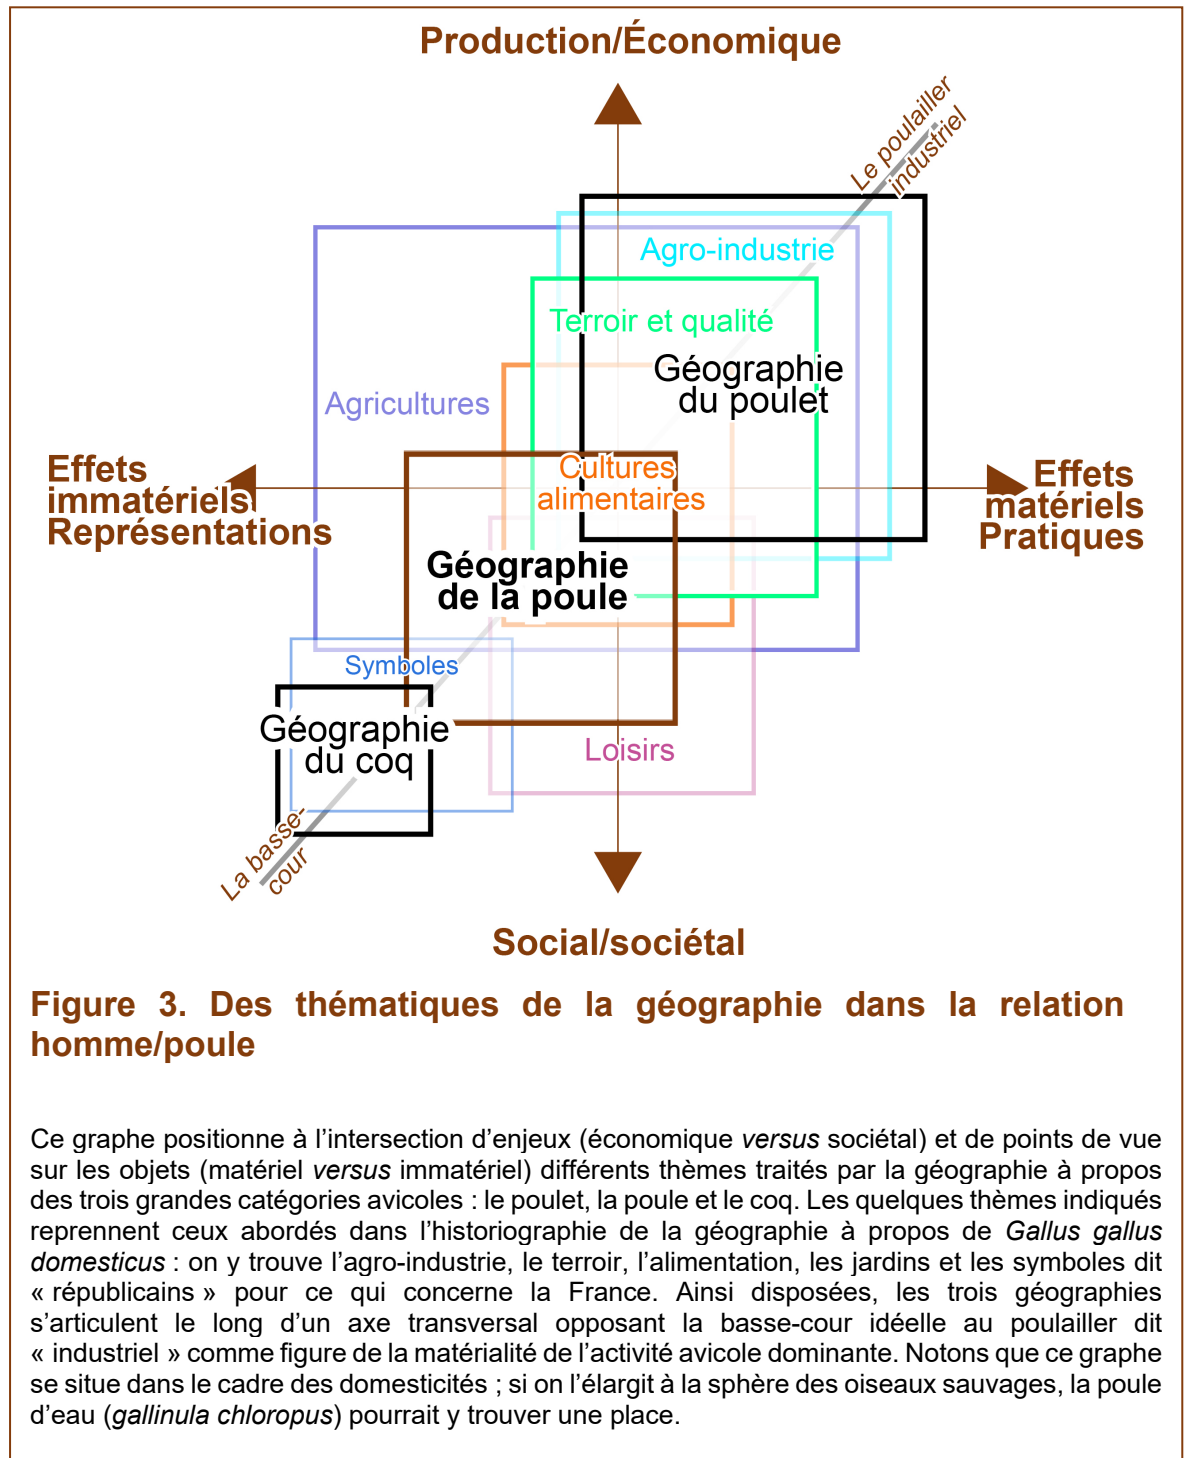 Production/Économique
Le poulailler
industriel
Agro-industrie
Terroir et qualité
Géographie
du poulet
Agricultures
Effets
immatériels
Représentations
Cultures
alimentaires
Effets
matériels
Pratiques
Géographie
de la poule
Symboles
Géographie
du coq
Loisirs
La basse-
cour
Social/sociétal
Figure 3. Des thématiques de la géographie dans la relation
homme/poule
Ce graphe positionne à l’intersection d’enjeux (économique versus sociétal) et de points de vue
sur les objets (matériel versus immatériel) différents thèmes traités par la géographie à propos
des trois grandes catégories avicoles : le poulet, la poule et le coq. Les quelques thèmes indiqués
reprennent ceux abordés dans l’historiographie de la géographie à propos de Gallus gallus
domesticus : on y trouve l’agro-industrie, le terroir, l’alimentation, les jardins et les symboles dit
« républicains » pour ce qui concerne la France. Ainsi disposées, les trois géographies
s’articulent le long d’un axe transversal opposant la basse-cour idéelle au poulailler dit
« industriel » comme figure de la matérialité de l’activité avicole dominante. Notons que ce graphe
se situe dans le cadre des domesticités ; si on l’élargit à la sphère des oiseaux sauvages, la poule
d’eau (gallinula chloropus) pourrait y trouver une place.